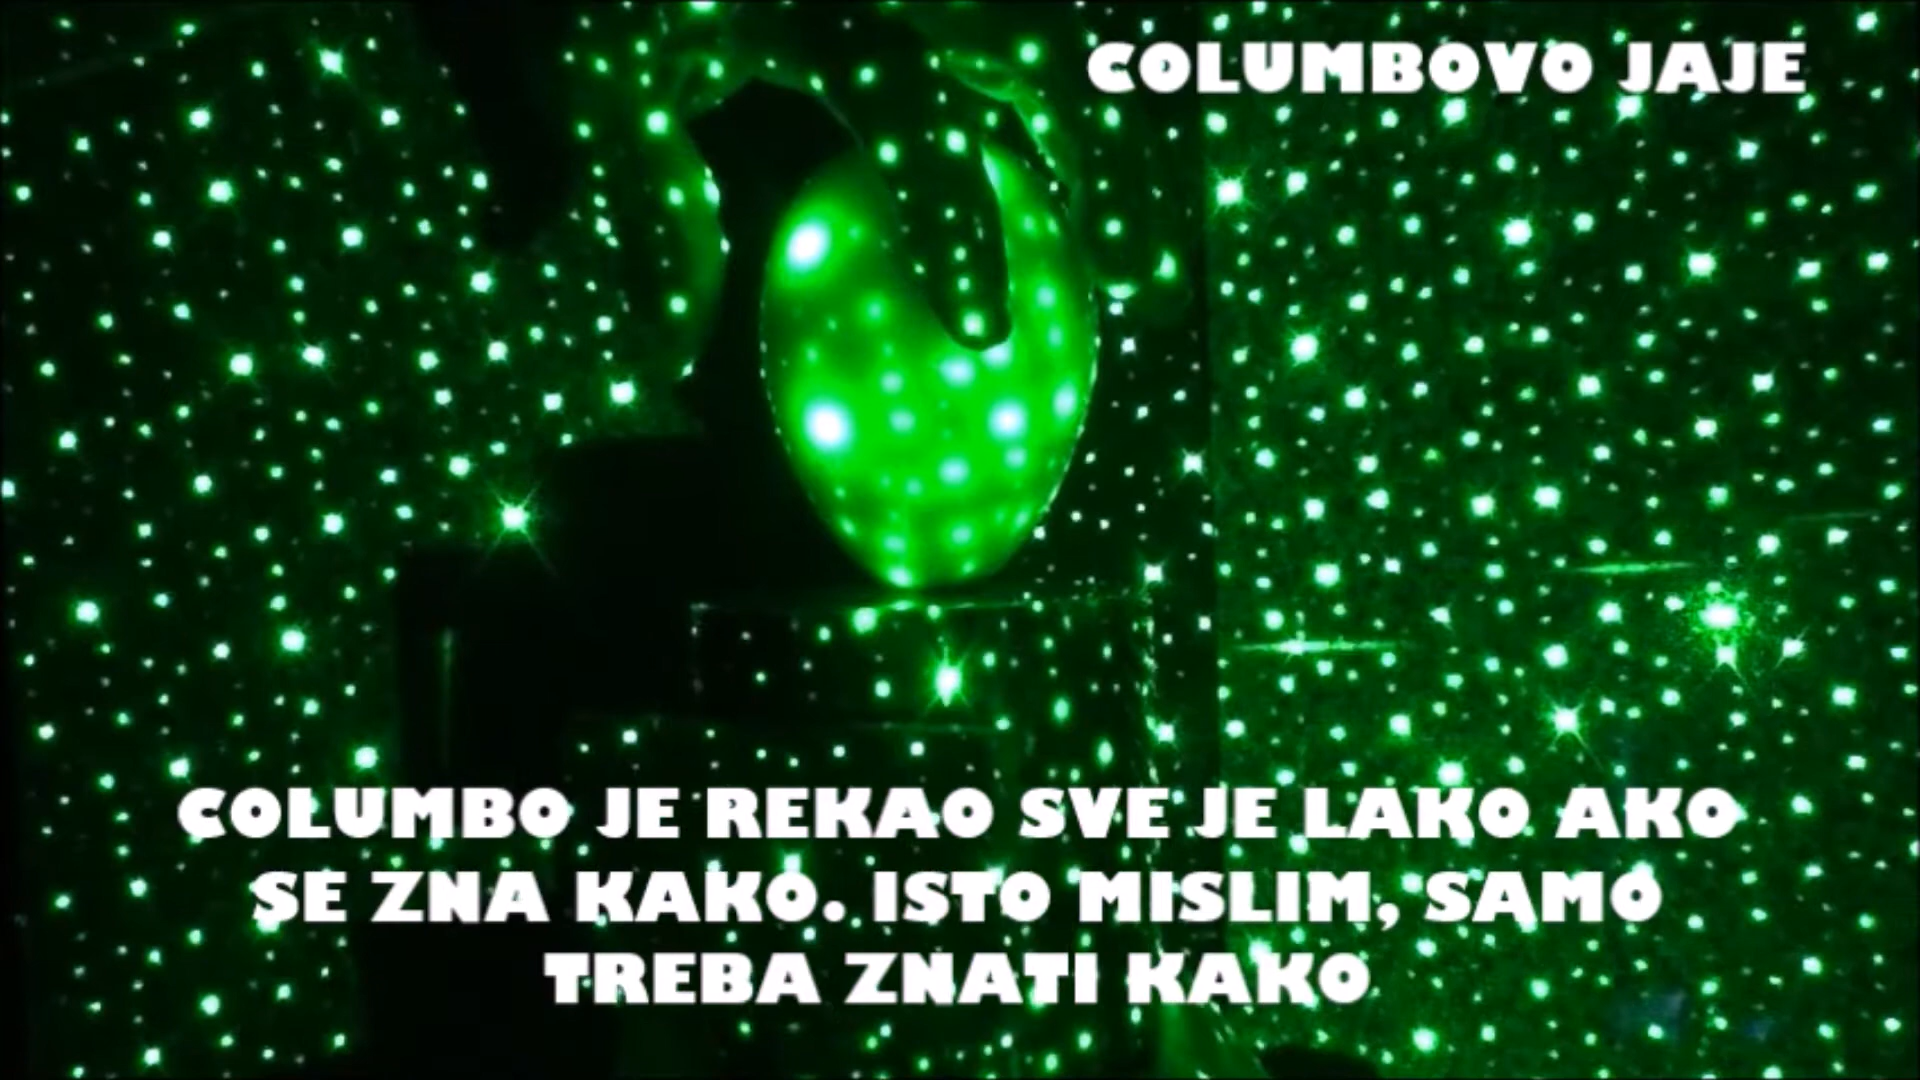 COLUMBOVO JAJE
COLUMBO JE REKAO SVE JE LAKO AKO
SE ZNA KAKO. ISTO MISLIM, SAMO
TREBA ZNATI KAKO